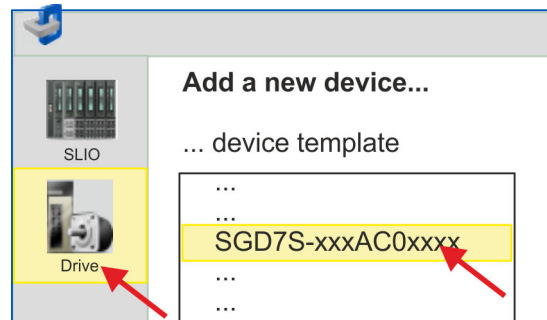 Add a new device...
SLIO
... device template
...
...
SGD7S-xxxAC0xxxx
Drive
...
...